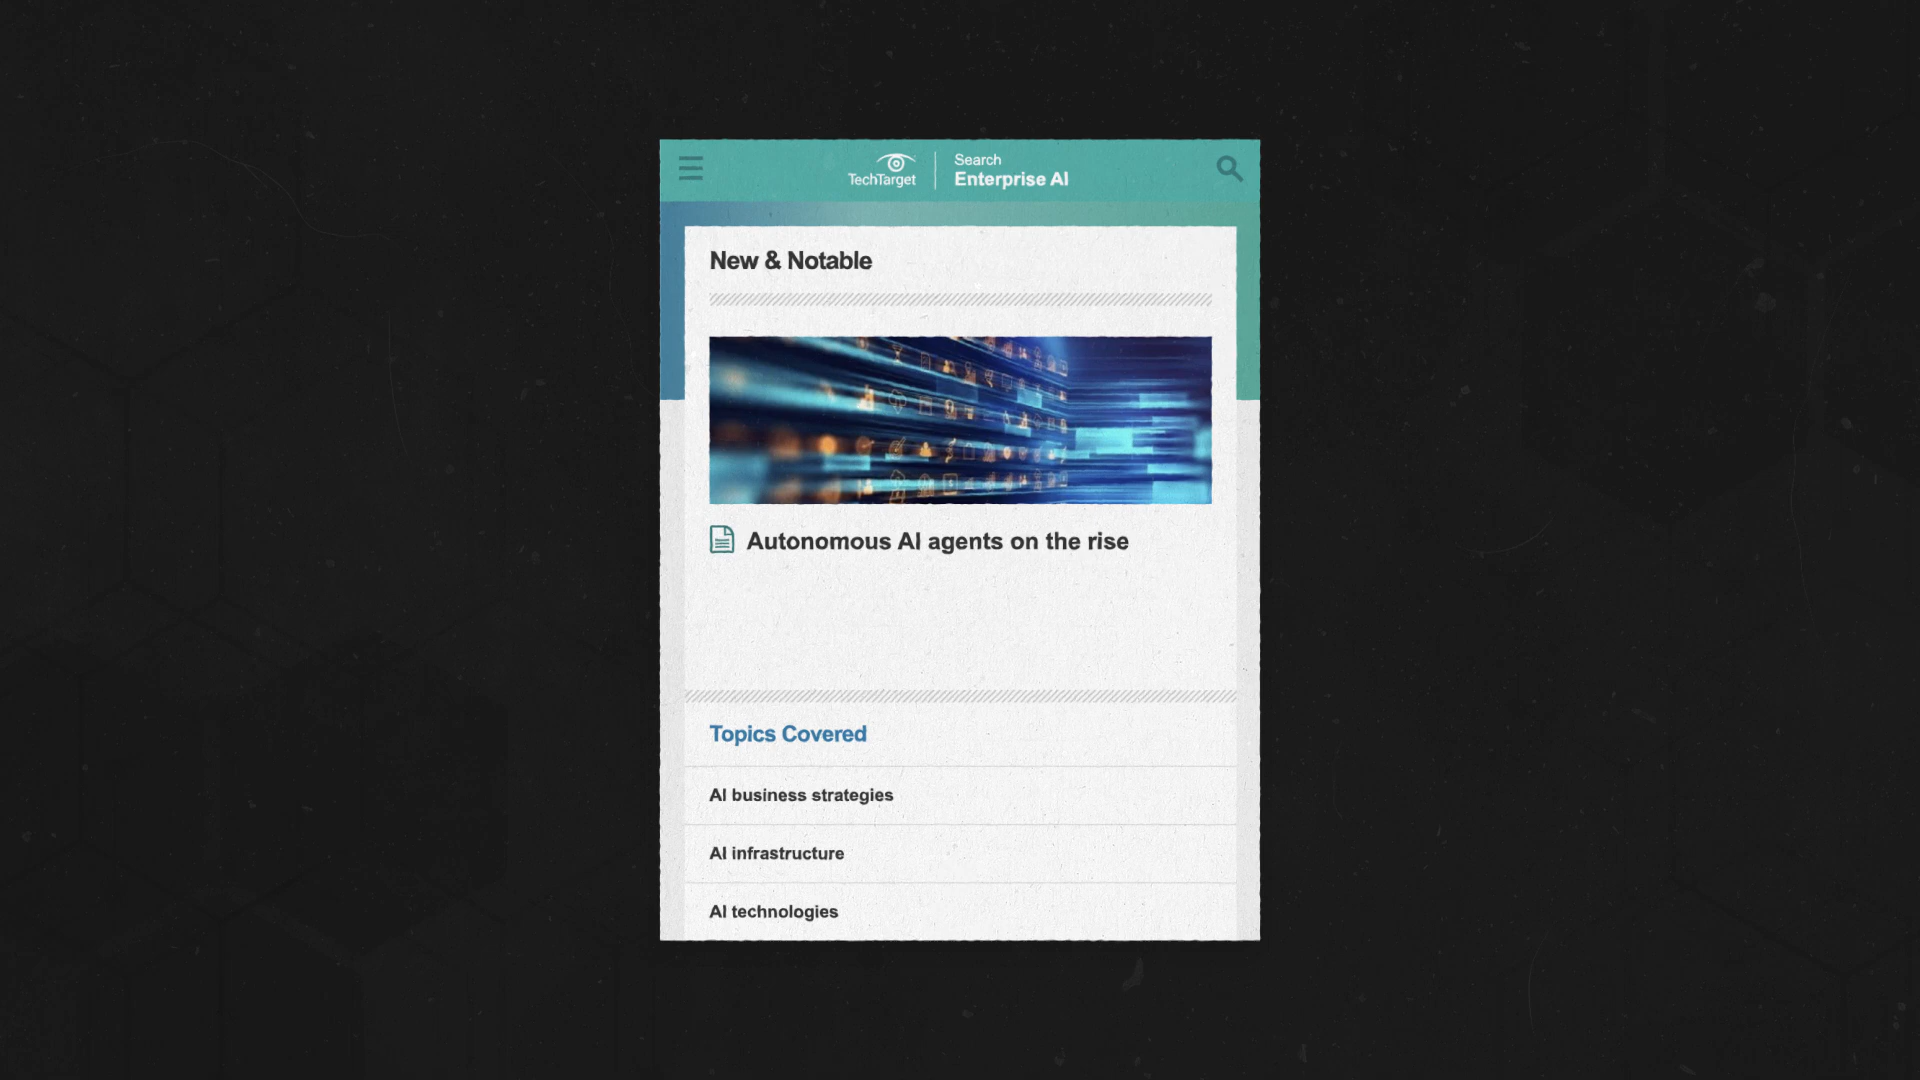 TechTarget
Search
Enterprise AI
New & Notable
Autonomous AI agents on the rise
Topics Covered
AI business strategies
AI infrastructure
AI technologies